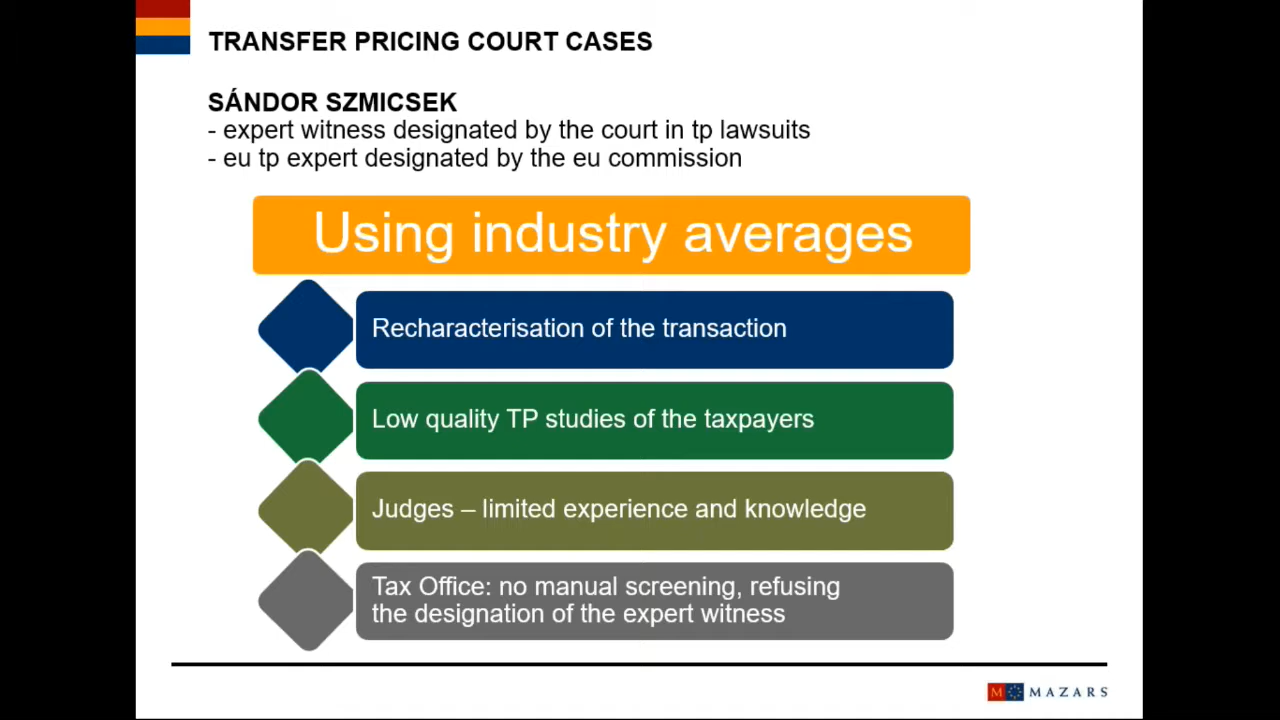 TRANSFER PRICING COURT CASES
SÁNDOR SZMICSEK
- expert witness designated by the court in tp lawsuits
- eu tp expert designated by the eu commission
Using industry averages
Recharacterisation of the transaction
Low quality TP studies of the taxpayers
Judges – limited experience and knowledge
Tax Office: no manual screening, refusing
the designation of the expert witness
M MAZARS